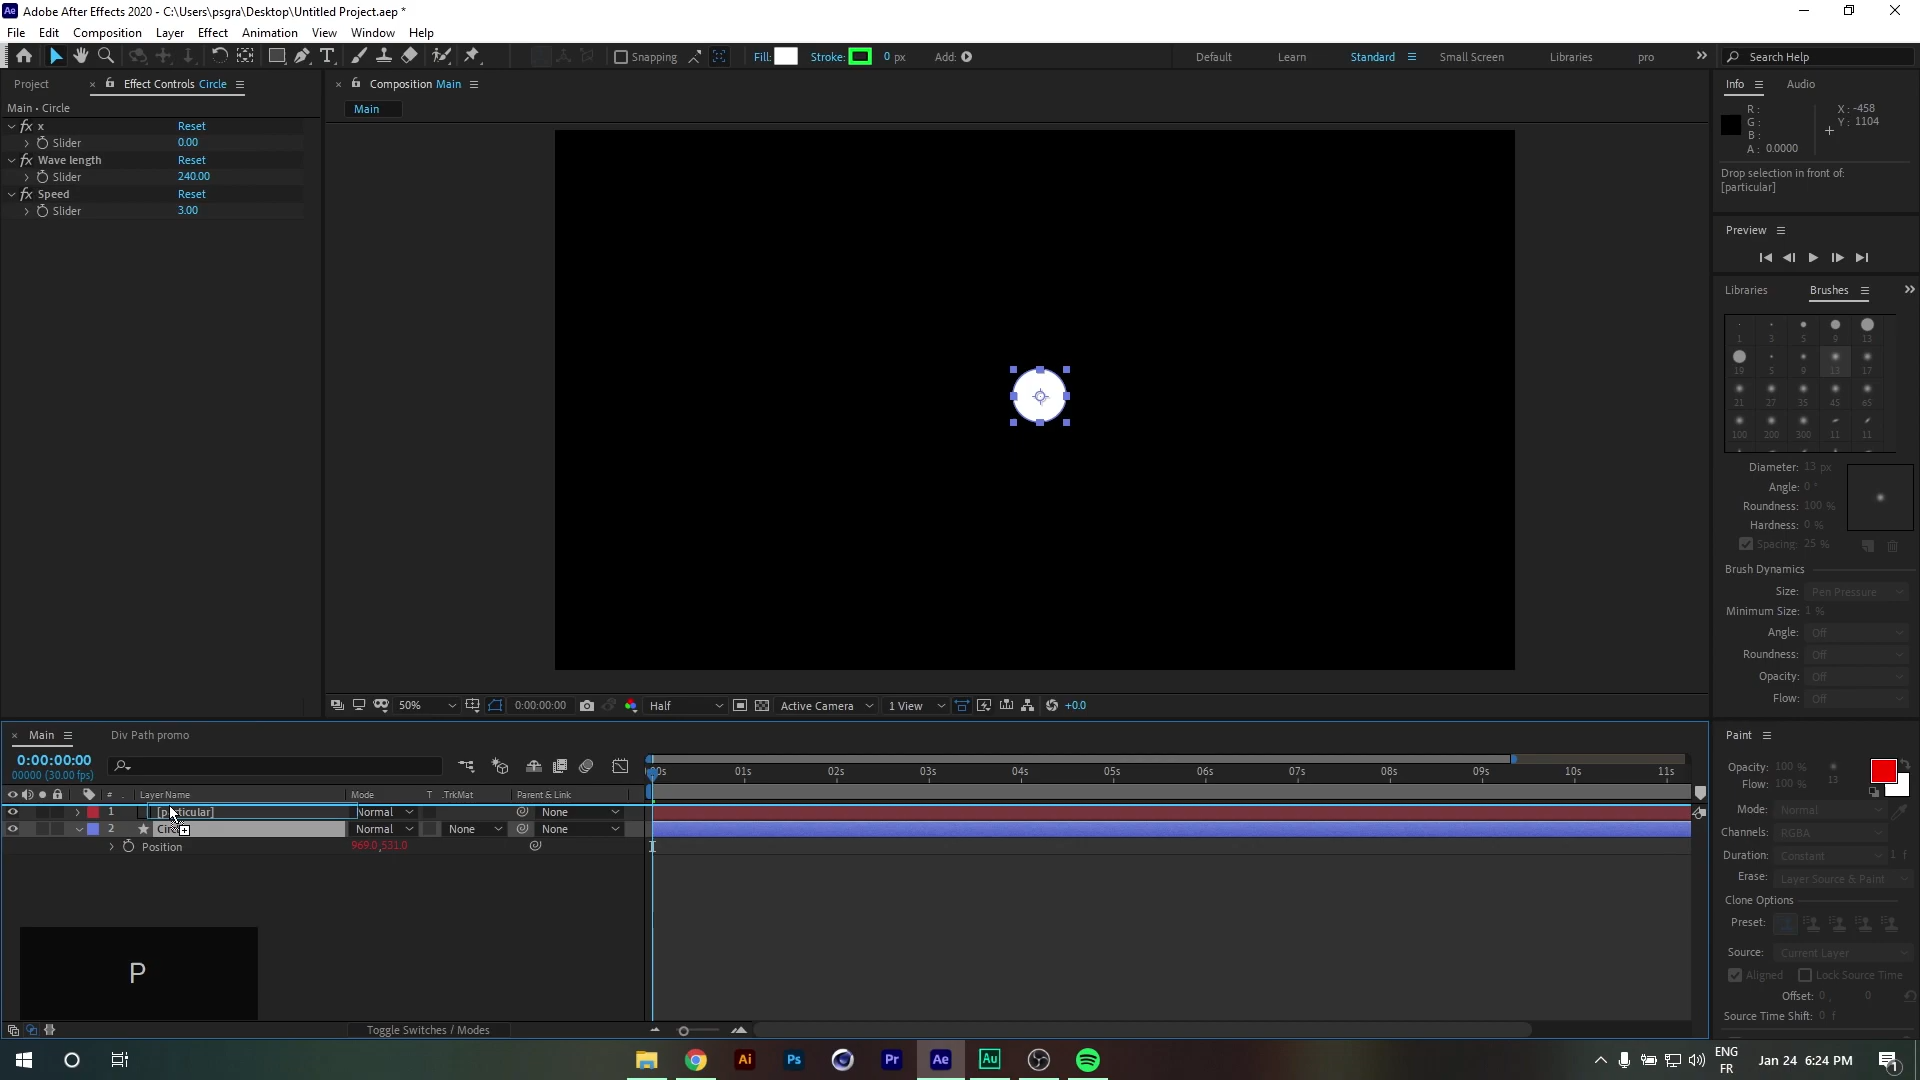 Adobe After Effects 2020 - C:\Users\psgra\Desktop\Untitled Project.aep *
File Edit Composition Layer Effect Animation View Window Help
Snapping Fill: Stroke: 0 px Add: Default Learn Standard Small Screen Libraries pro Search Help
Project Effect Controls Circle
Main • Circle
fx x Reset
Slider 0.00
fx Wave length Reset
Slider 240.00
fx Speed Reset
Slider 3.00
Composition Main
Main
50% 0:00:00:00 Half Active Camera 1 View +0.0
Info Audio
R:
G:
B:
A: 0.0000
X: -458
Y: 1104
Drop selection in front of:
[particular]
Preview
Libraries Brushes
1 3 5 9 13
19 5 9 13 17
21 27 35 45 65
100 200 300 11 11
Diameter: 13 px
Angle: 0 °
Roundness: 100 %
Hardness: 0 %
Spacing: 25 %
Brush Dynamics
Size: Pen Pressure
Minimum Size: 1 %
Angle: Off
Roundness: Off
Opacity: Off
Flow: Off
Paint
Opacity: 100 % 13
Flow: 100 %
Mode: Normal
Channels: RGBA
Duration: Constant 1 f
Erase: Layer Source & Paint
Clone Options
Preset:
Source: Current Layer
Aligned Lock Source Time
Offset: 0 , 0
Source Time Shift: 0 f
Main Div Path promo
0:00:00:00
00000 (30.00 fps)
:00s 01s 02s 03s 04s 05s 06s 07s 08s 09s 10s 11s
# Layer Name Mode T .TrkMat Parent & Link
1 Normal None
2 Normal None None
Position 969.0,531.0
P
Toggle Switches / Modes
Ai Ps Pr Ae Au
ENG
FR
Jan 24 6:24 PM
1